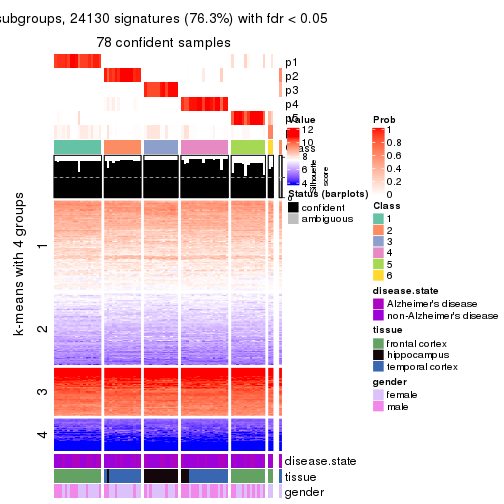 subgroups, 24130 signatures (76.3%) with fdr < 0.05
78 confident samples
p1
p2
p3
p4
Value
12
10
8
6
4
Silhouette score
Status (barplots)
confident
ambiguous
Prob
1
0.8
0.6
0.4
0.2
0
Class
1
2
3
4
5
6
disease.state
Alzheimer's disease
non-Alzheimer's disease
tissue
frontal cortex
hippocampus
temporal cortex
gender
female
male
k-means with 4 groups
1
2
3
4
disease.state
tissue
gender